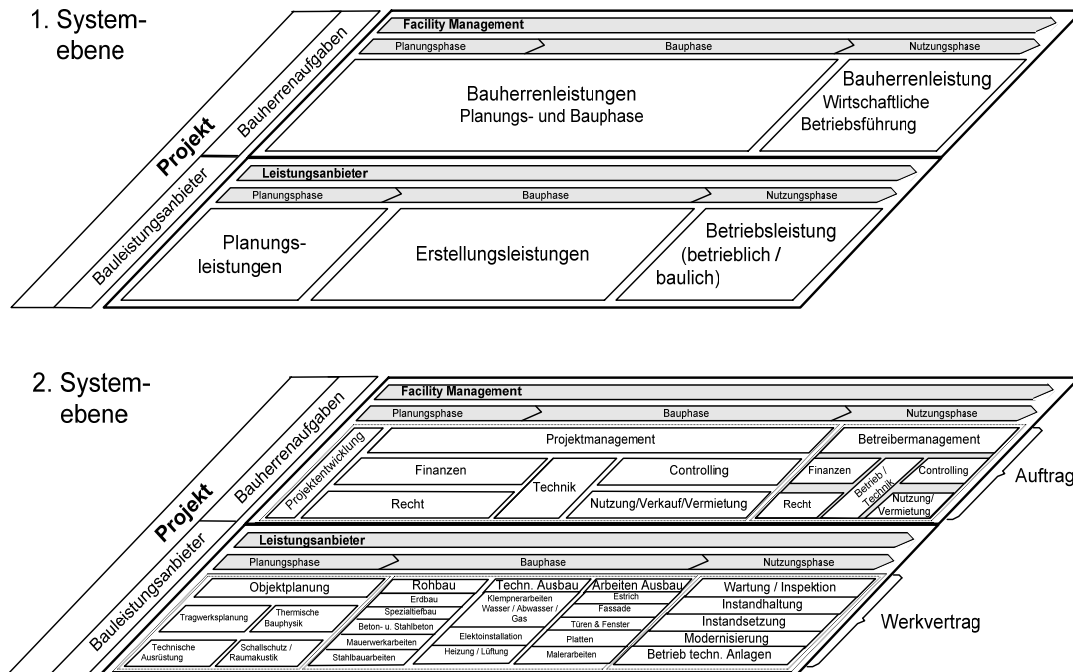 1. System-
ebene
Projekt
Bauherrenaufgaben
Bauleistungsanbieter
Facility Management
Planungsphase
Bauphase
Nutzungsphase
Bauherrenleistungen
Planungs- und Bauphase
Bauherrenleistung
Wirtschaftliche
Betriebsführung
Leistungsanbieter
Planungsphase
Bauphase
Nutzungsphase
Planungs-
leistungen
Erstellungsleistungen
Betriebsleistung
(betrieblich /
baulich)
2. System-
ebene
Projekt
Bauherrenaufgaben
Bauleistungsanbieter
Facility Management
Planungsphase
Bauphase
Nutzungsphase
Projektentwicklung
Projektmanagement
Finanzen
Recht
Technik
Controlling
Nutzung/Verkauf/Vermietung
Betreibermanagement
Finanzen
Recht
Betrieb /
Technik
Controlling
Nutzung/
Vermietung
Auftrag
Leistungsanbieter
Planungsphase
Bauphase
Nutzungsphase
Objektplanung
Tragwerksplanung
Thermische
Bauphysik
Technische
Ausrüstung
Schallschutz /
Raumakustik
Rohbau
Erdbau
Spezialtiefbau
Beton- u. Stahlbeton
Mauerwerkarbeiten
Stahlbauarbeiten
Techn. Ausbau
Klempnerarbeiten
Wasser / Abwasser /
Gas
Elektoinstallation
Heizung / Lüftung
Arbeiten Ausbau
Estrich
Fassade
Türen & Fenster
Platten
Malerarbeiten
Wartung / Inspektion
Instandhaltung
Instandsetzung
Modernisierung
Betrieb techn. Anlagen
Werkvertrag